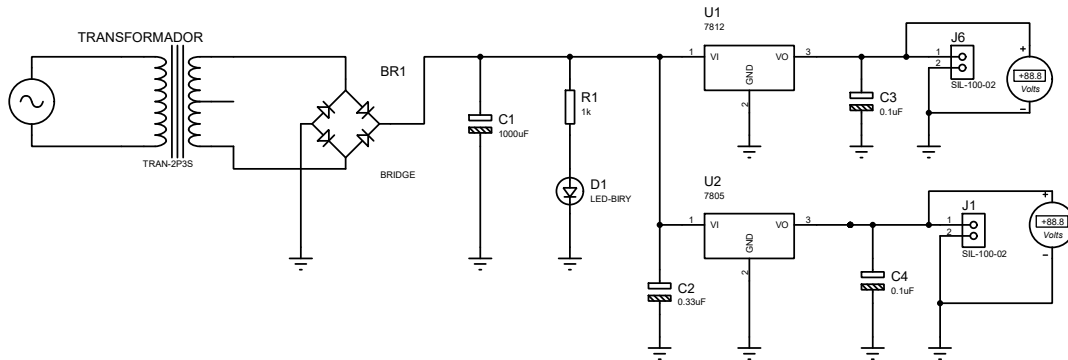 TRANSFORMADOR
TRAN-2P3S
BR1
BRIDGE
C1
1000uF
R1
1k
D1
LED-BIRY
U1
7812
1
VI
VO
3
GND
2
C3
0.1uF
J6
1
2
SIL-100-02
+
+88.8
Volts
−
U2
7805
1
VI
VO
3
GND
2
C2
0.33uF
C4
0.1uF
J1
1
2
SIL-100-02
+
+88.8
Volts
−